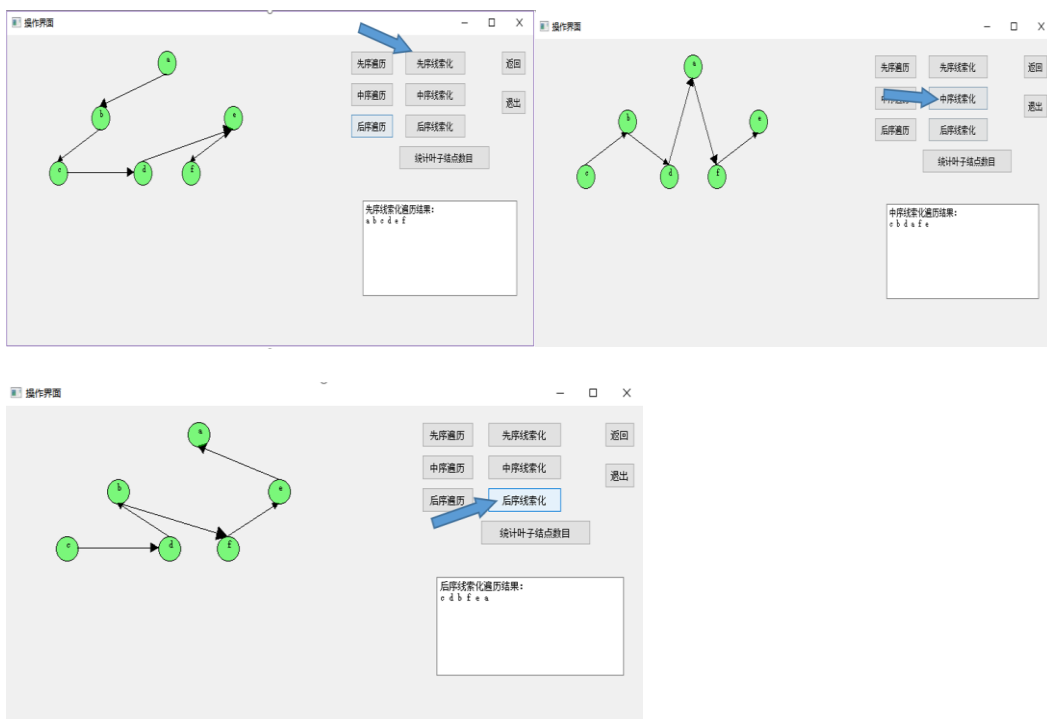 操作界面
先序遍历 先序线索化 返回
中序遍历 中序线索化 退出
后序遍历 后序线索化
统计叶子结点数目
a
b e
c d f
先序线索化遍历结果:
a b c d e f
操作界面
先序遍历 先序线索化 返回
中序遍历 中序线索化 退出
后序遍历 后序线索化
统计叶子结点数目
a
b e
c d f
中序线索化遍历结果:
c b d a f e
操作界面
先序遍历 先序线索化 返回
中序遍历 中序线索化 退出
后序遍历 后序线索化
统计叶子结点数目
a
b e
c d f
后序线索化遍历结果:
c d b f e a